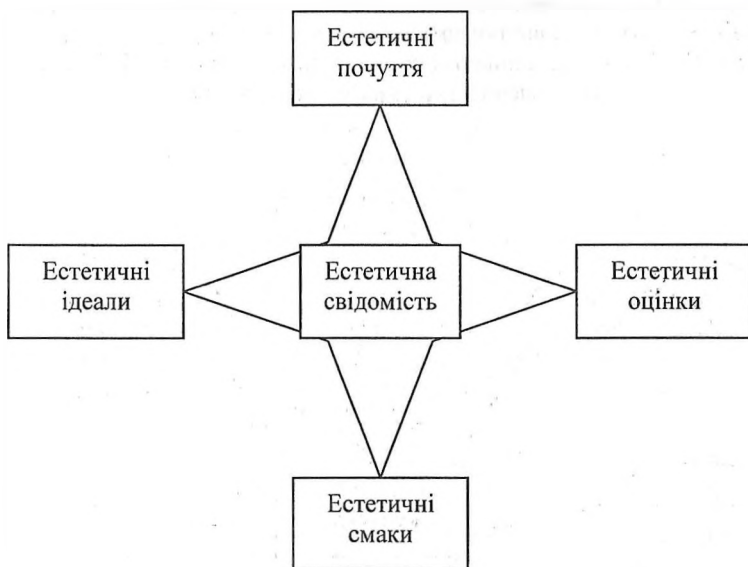 Естетичні
почуття
Естетичні
ідеали
Естетична
свідомість
Естетичні
оцінки
Естетичні
смаки